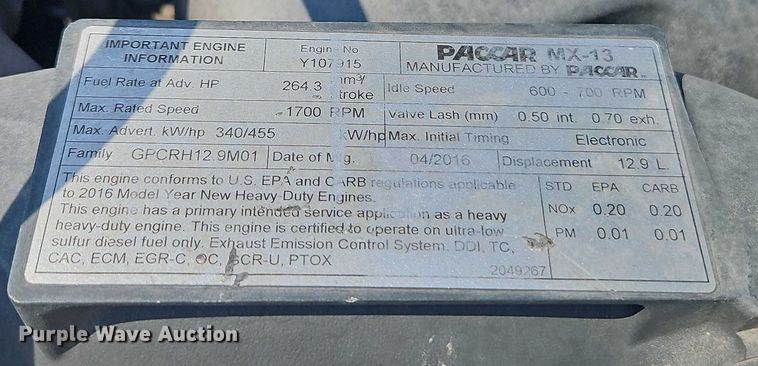 IMPORTANT ENGINE INFORMATION
Engine No Y107915
PACCAR MX-13
MANUFACTURED BY PACCAR INC
Fuel Rate at Adv. HP 264.3 mm3/stroke
Idle Speed 600 - 700 RPM
Max. Rated Speed 1700 RPM
Valve Lash (mm) 0.50 int. 0.70 exh.
Max. Advert. kW/hp 340/455 kW/hp
Max. Initial Timing Electronic
Family GPCRH12.9M01
Date of Mfg. 04/2016
Displacement 12.9 L
This engine conforms to U.S. EPA and CARB regulations applicable
to 2016 Model Year New Heavy Duty Engines.
This engine has a primary intended service application as a heavy
heavy-duty engine. This engine is certified to operate on ultra-low
sulfur diesel fuel only. Exhaust Emission Control System: DDI, TC,
CAC, ECM, EGR-C, OC, SCR-U, PTOX
STD EPA CARB
NOx 0.20 0.20
PM 0.01 0.01
2049267
Purple Wave Auction